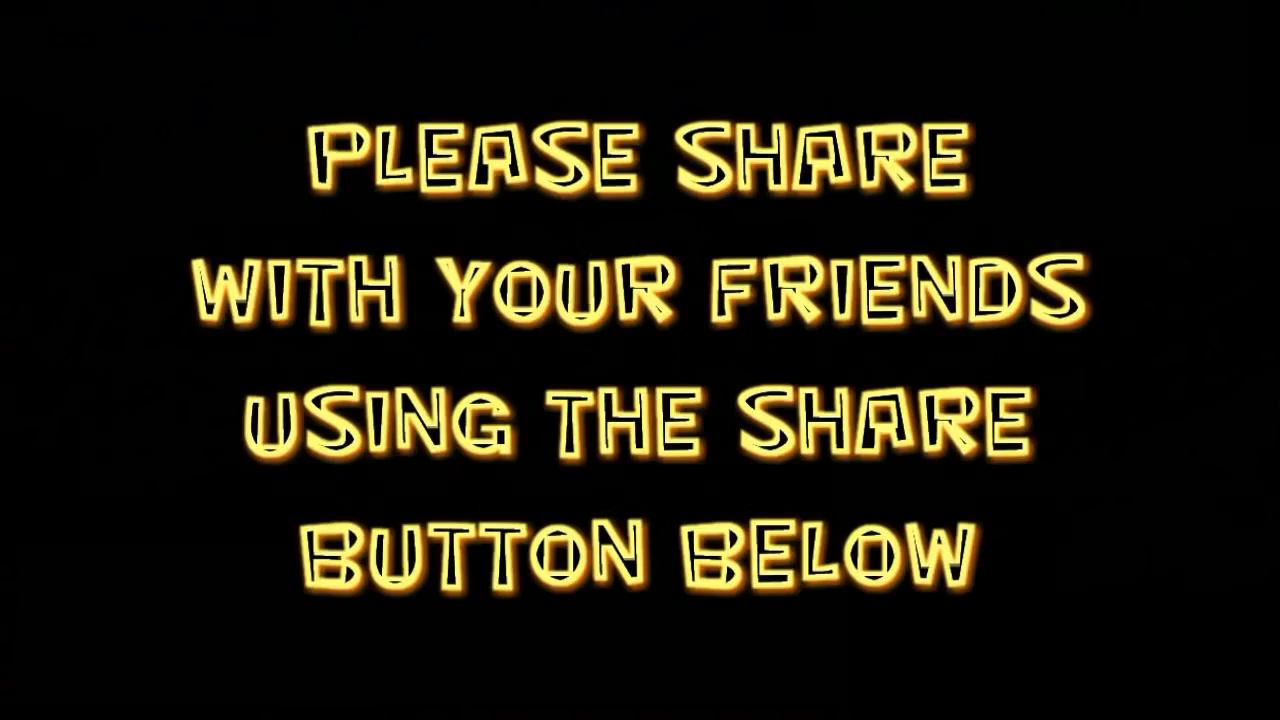 PLEASE SHARE
WITH YOUR FRIENDS
USING THE SHARE
BUTTON BELOW